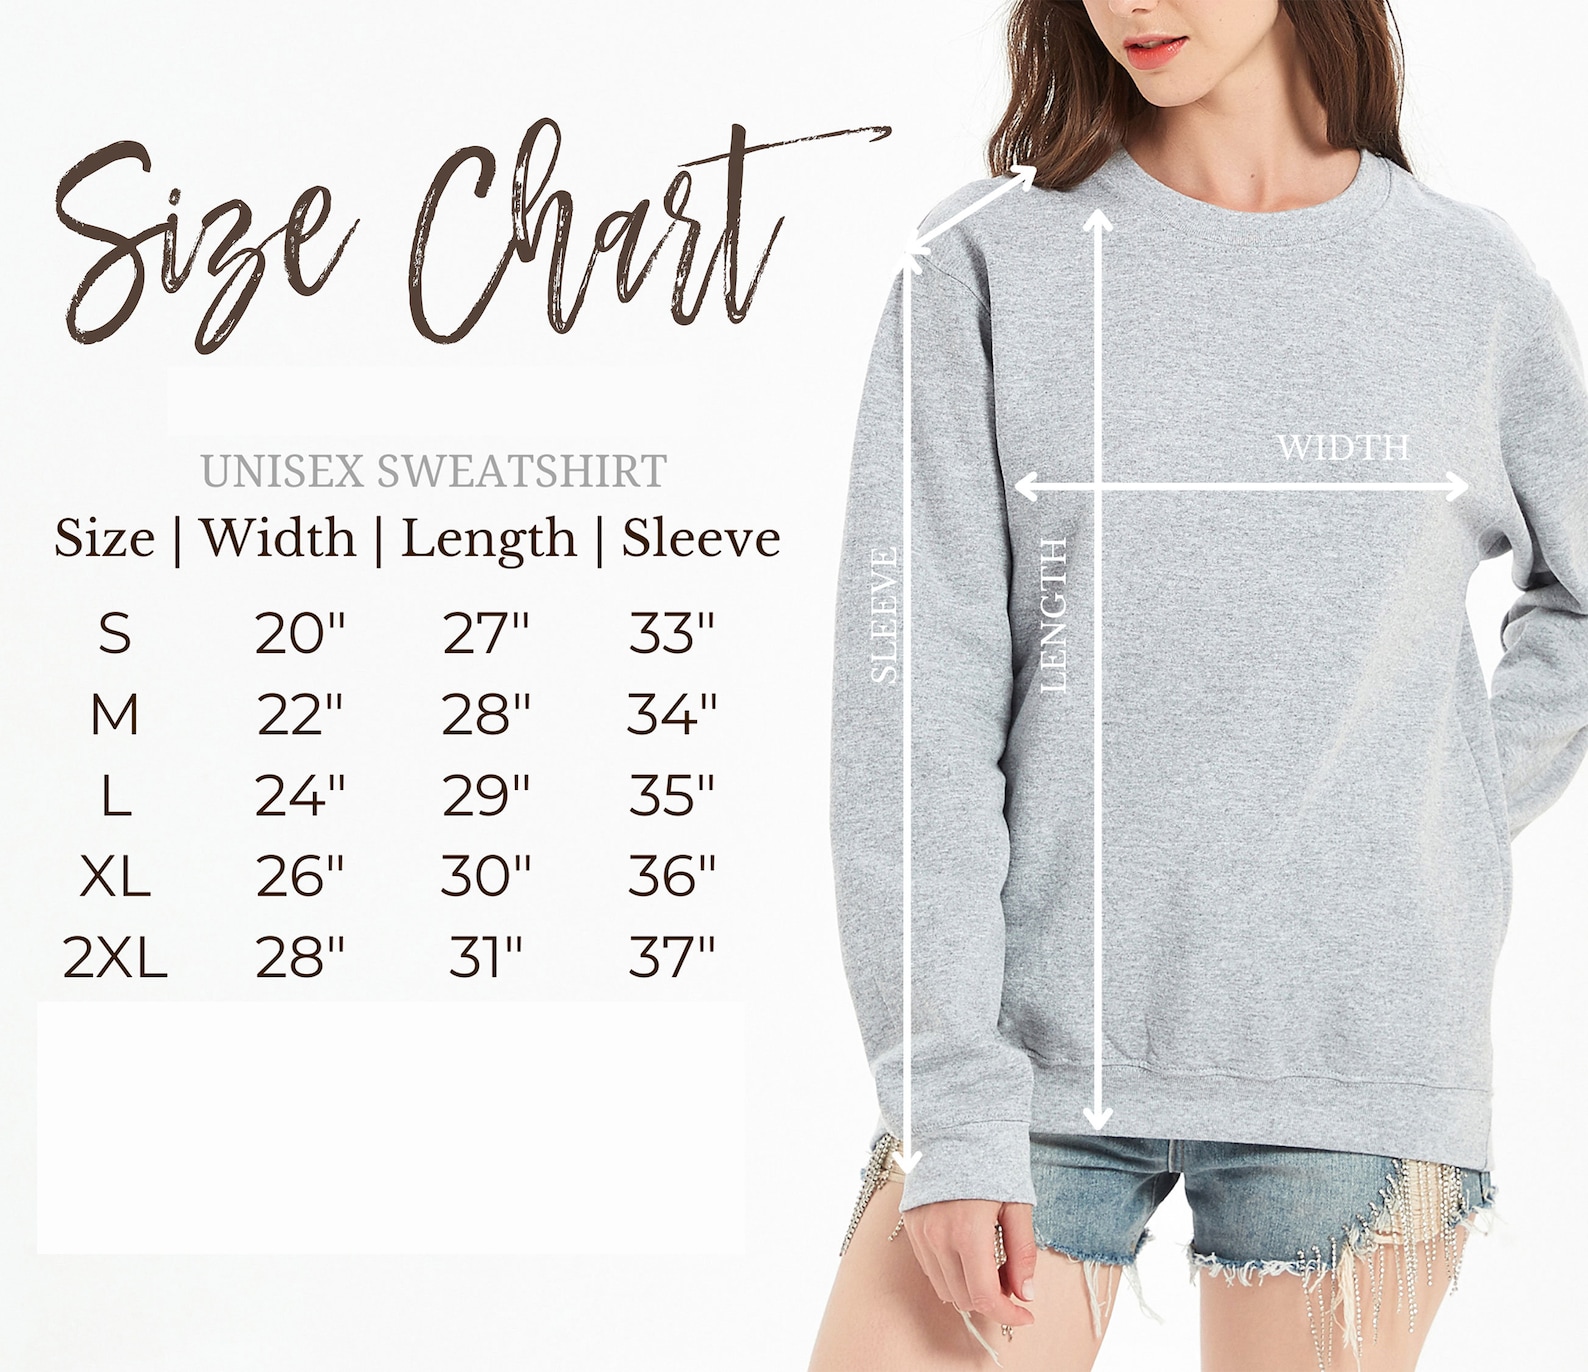 Size Chart
UNISEX SWEATSHIRT
Size | Width | Length | Sleeve
S 20" 27" 33"
M 22" 28" 34"
L 24" 29" 35"
XL 26" 30" 36"
2XL 28" 31" 37"
WIDTH
LENGTH
SLEEVE